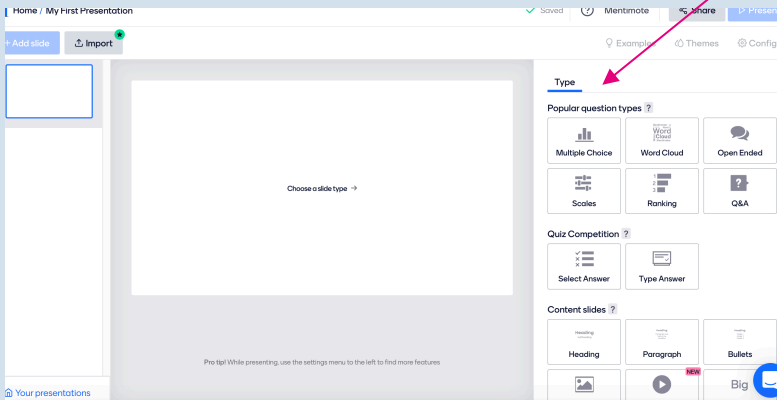 Home / My First Presentation
Saved
Mentimote
Share
Present
+ Add slide
Import
Examples
Themes
Config
Type
Choose a slide type →
Popular question types ?
Multiple Choice
Word Cloud
Open Ended
Scales
Ranking
Q&A
Quiz Competition ?
Select Answer
Type Answer
Content slides ?
Heading
Paragraph
Bullets
NEW
Big
Pro tip! While presenting, use the settings menu to the left to find more features
Your presentations